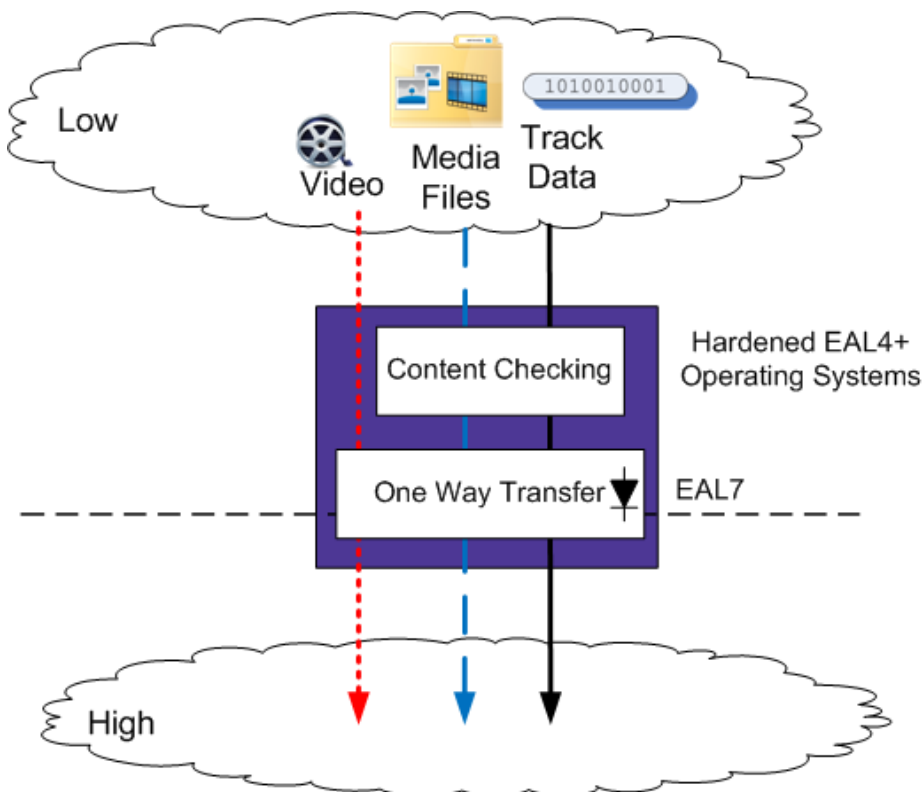 1010010001
Low
Video
Media
Files
Track
Data
Content Checking
Hardened EAL4+
Operating Systems
One Way Transfer
EAL7
High